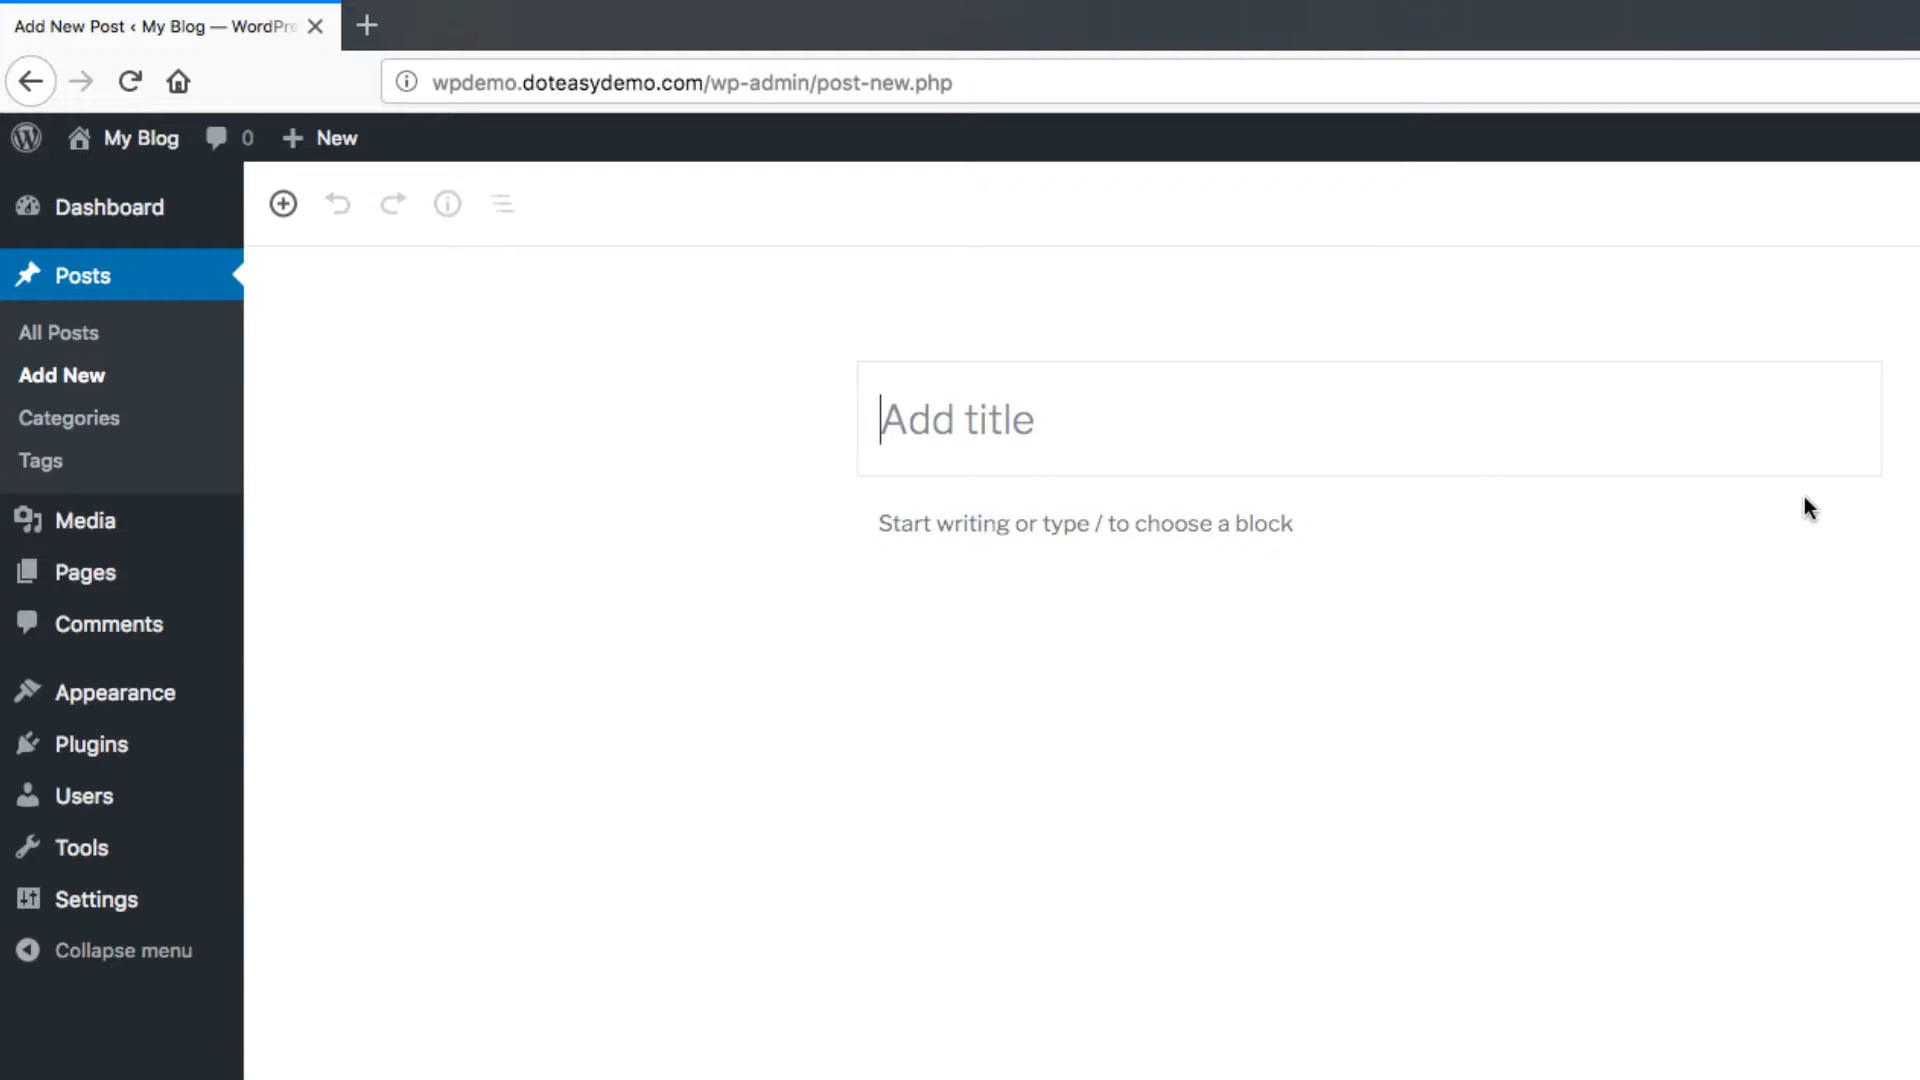 Add New Post ‹ My Blog — WordPre
wpdemo.doteasydemo.com/wp-admin/post-new.php
My Blog 0 New
Dashboard
Posts
All Posts
Add New
Categories
Tags
Media
Pages
Comments
Appearance
Plugins
Users
Tools
Settings
Collapse menu
Add title
Start writing or type / to choose a block